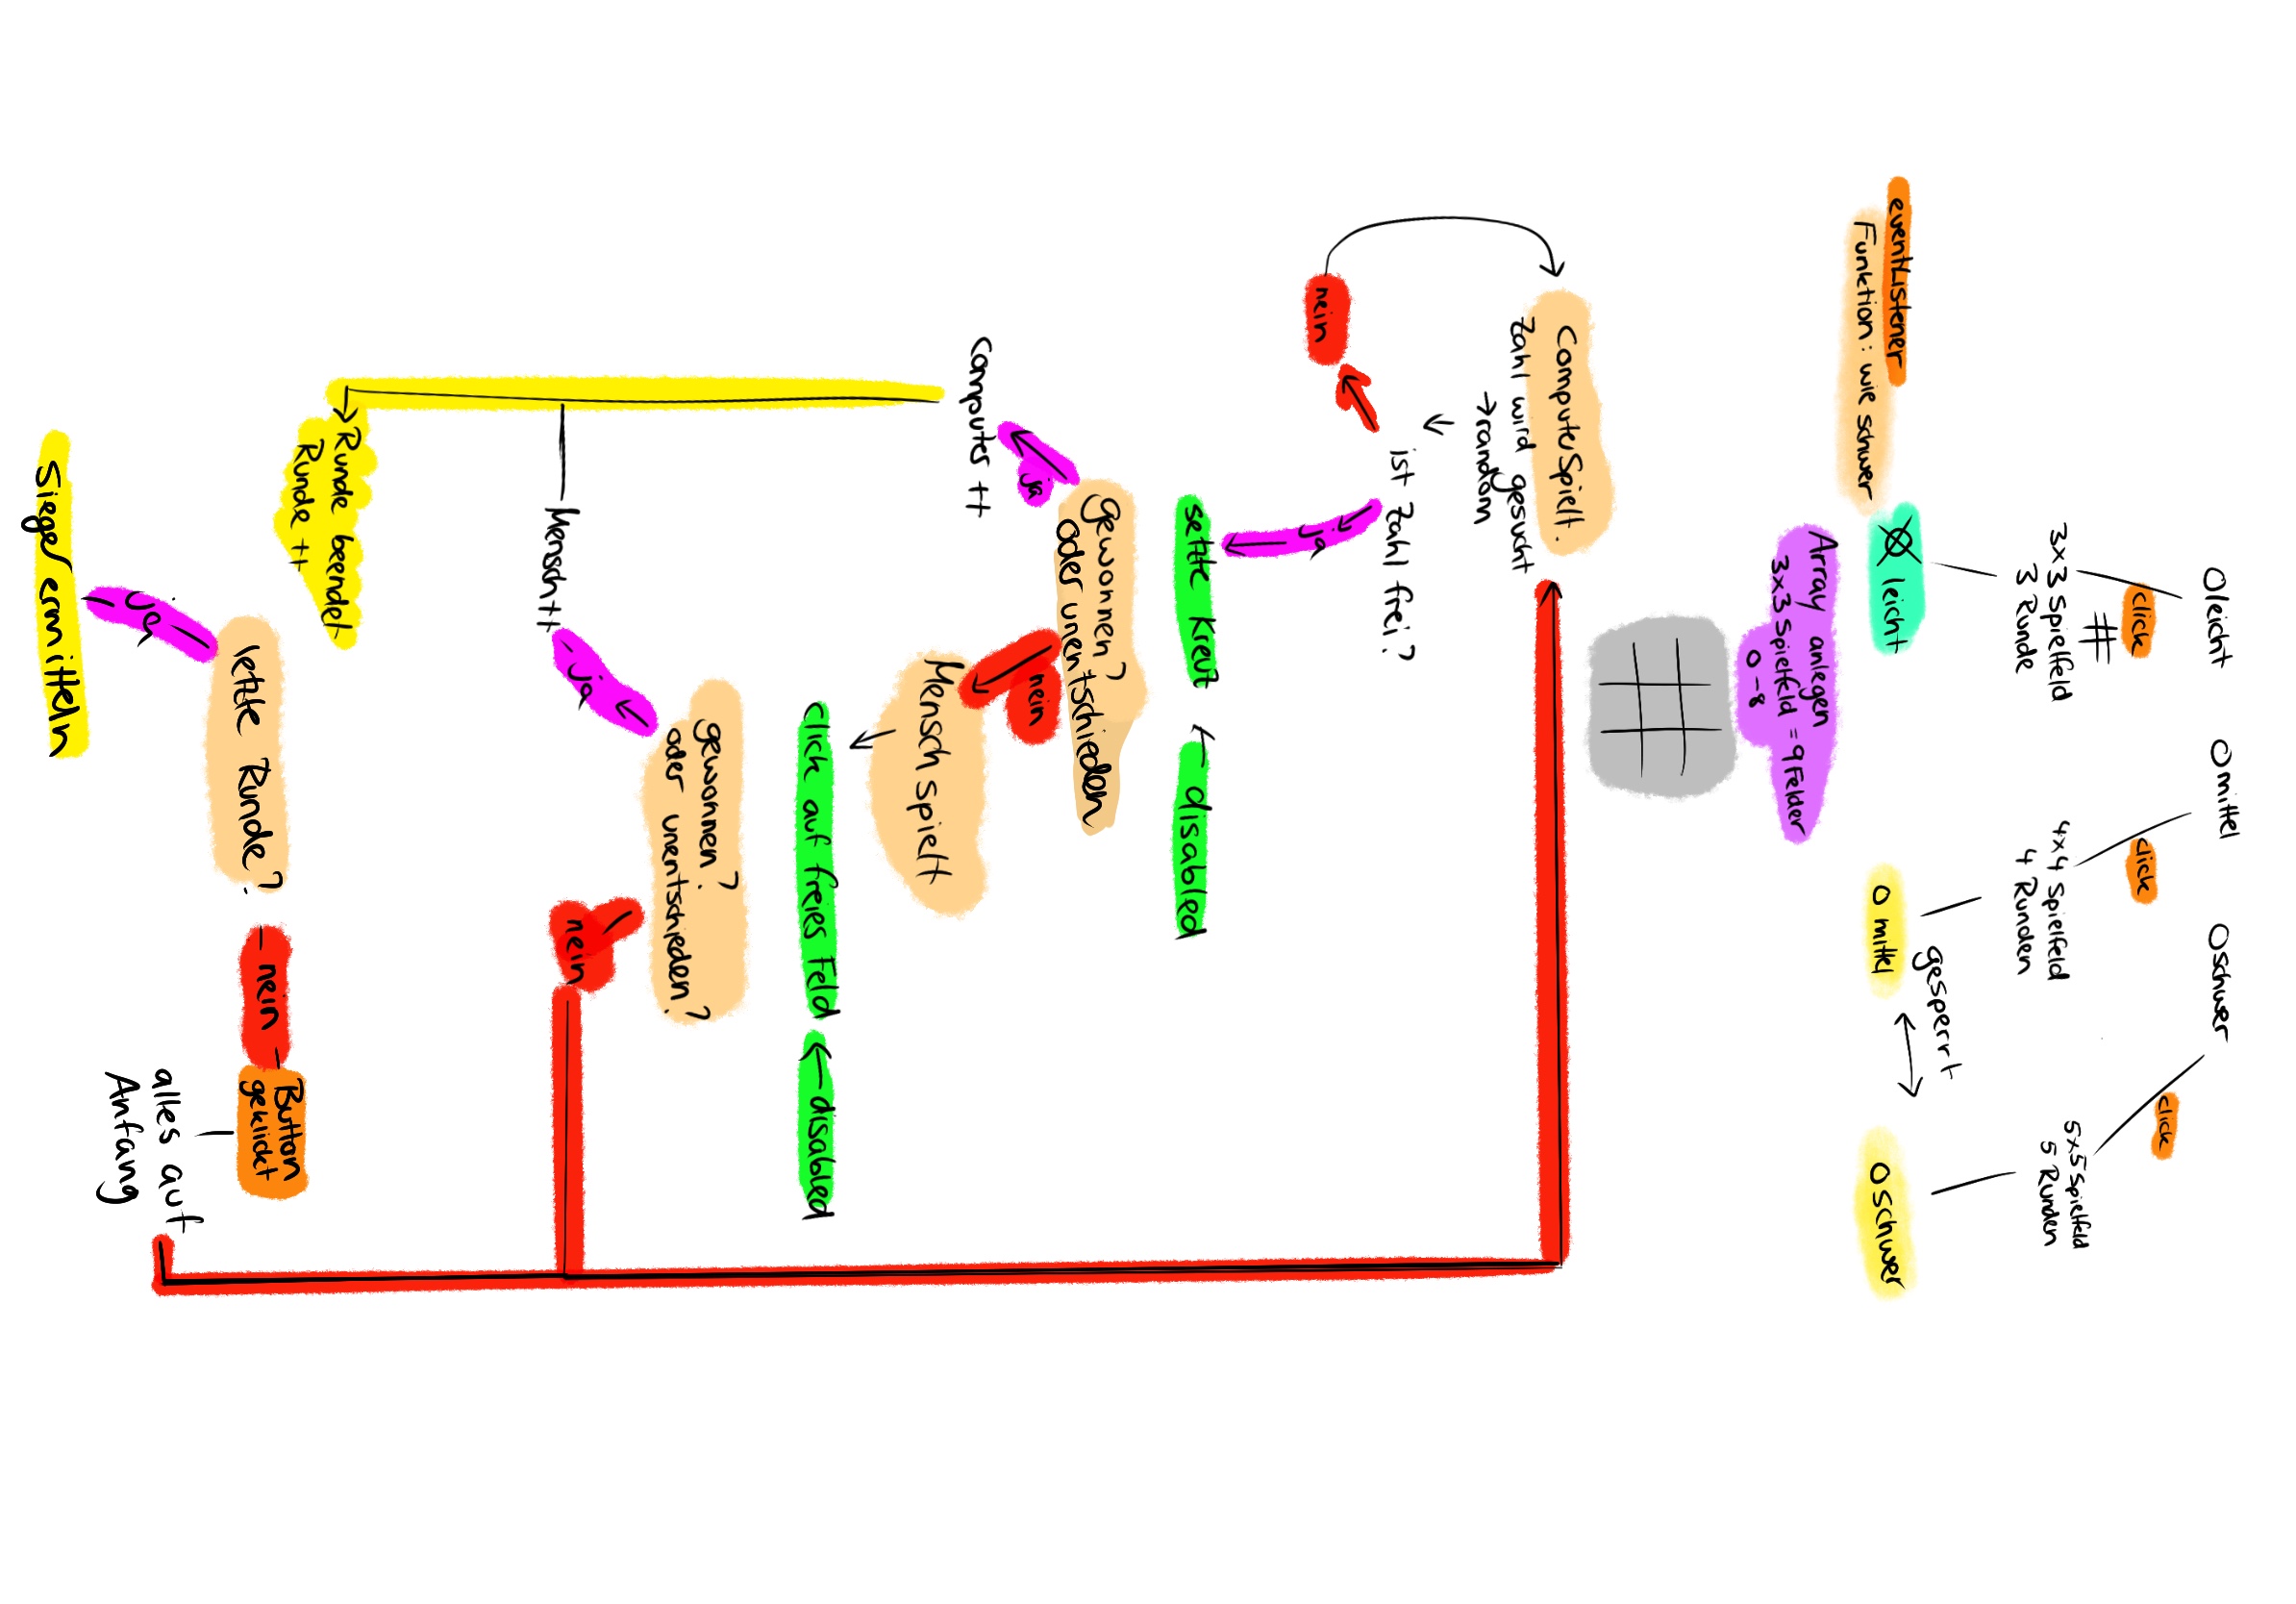 O leicht
O mittel
O schwer
click
click
click
#
3x3 Spielfeld
3 Runde
4x4 Spielfeld
4 Runden
5x5 Spielfeld
5 Runden
eventListener
Funktion: wie schwer
leicht
O mittel
gesperrt
O schwer
Array anlegen
3x3 Spielfeld = 9 Felder
0-8
Computer Spielt.
Zahl wird gesucht
→ random
ist Zahl frei?
nein
ja
setzte Kreuz
← disabled
gewonnen?
oder unentschieden
ja
nein
Computer ++
Mensch spielt
click auf freies Feld
← disabled
gewonnen?
oder unentschieden?
ja
nein
Mensch ++
Runde beendet
Runde ++
letzte Runde?
nein
Button
geklickt
alles auf
Anfang
ja
Sieger ermitteln